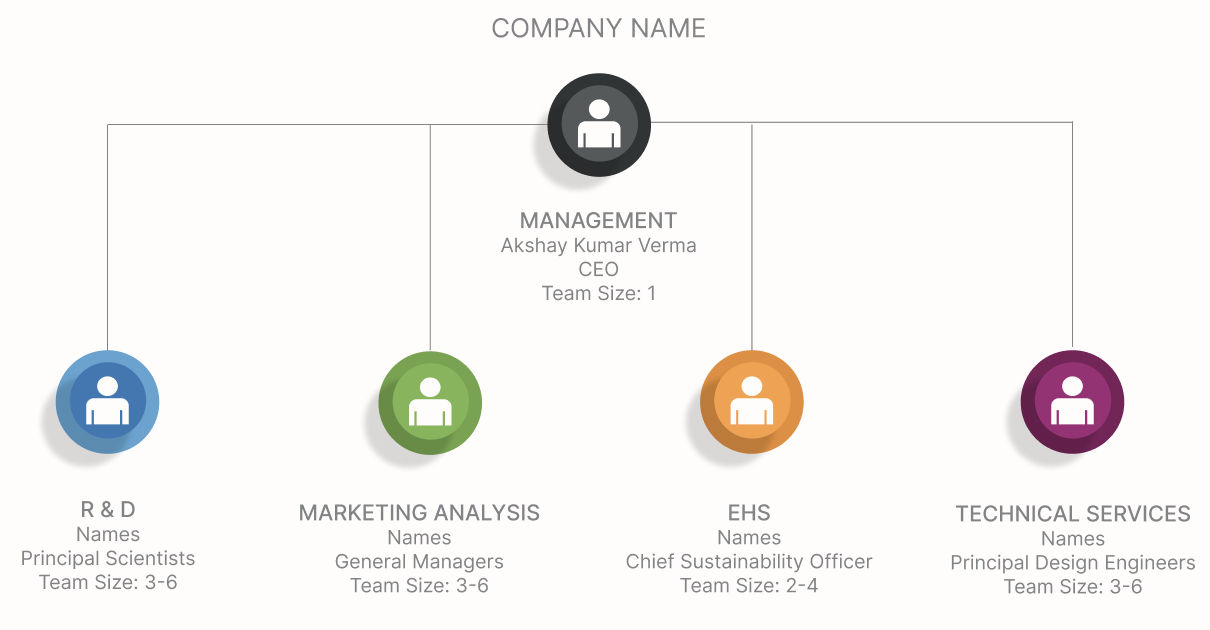 COMPANY NAME
MANAGEMENT
Akshay Kumar Verma
CEO
Team Size: 1
R & D
Names
Principal Scientists
Team Size: 3-6
MARKETING ANALYSIS
Names
General Managers
Team Size: 3-6
EHS
Names
Chief Sustainability Officer
Team Size: 2-4
TECHNICAL SERVICES
Names
Principal Design Engineers
Team Size: 3-6